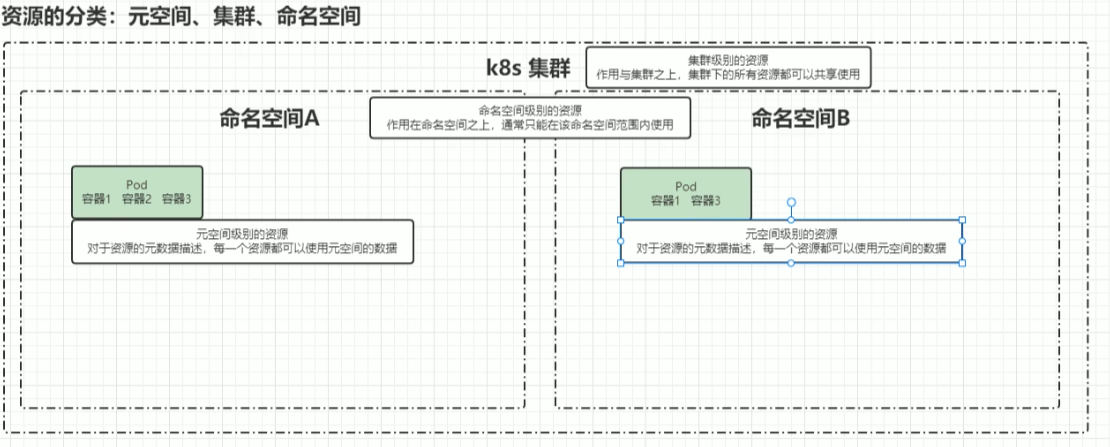 资源的分类：元空间、集群、命名空间
k8s 集群
集群级别的资源
作用与集群之上，集群下的所有资源都可以共享使用
命名空间A
命名空间级别的资源
作用在命名空间之上，通常只能在该命名空间范围内使用
命名空间B
Pod
容器1 容器2 容器3
元空间级别的资源
对于资源的元数据描述，每一个资源都可以使用元空间的数据
Pod
容器1 容器3
元空间级别的资源
对于资源的元数据描述，每一个资源都可以使用元空间的数据